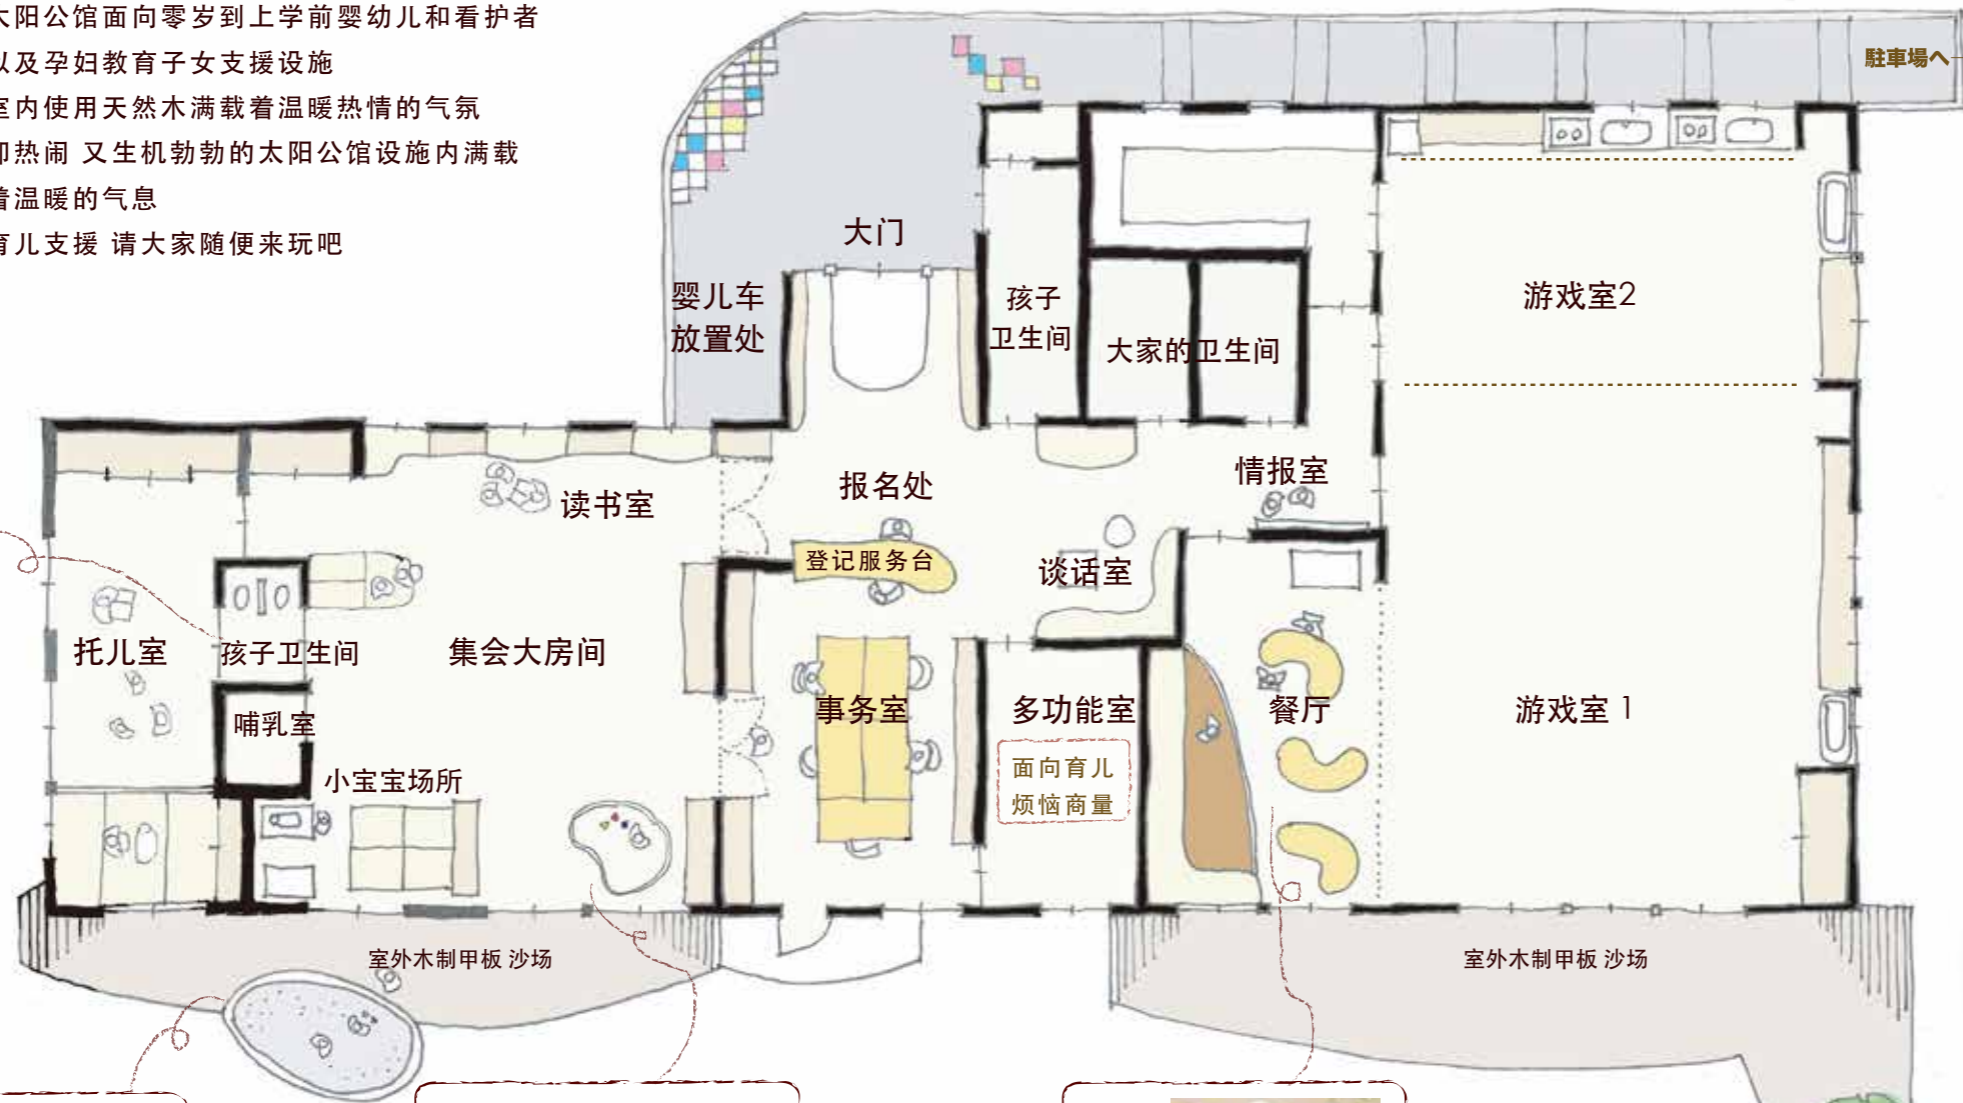 太阳公馆面向零岁到上学前婴幼儿和看护者
以及孕妇教育子女支援设施
室内使用天然木满载着温暖热情的气氛
即热闹 又生机勃勃的太阳公馆设施内满载
着温暖的气息
育儿支援 请大家随便来玩吧
駐車場へ
大门
婴儿车
放置处
孩子
卫生间
大家的卫生间
游戏室2
读书室
报名处
情报室
登记服务台
谈话室
托儿室
孩子卫生间
集会大房间
哺乳室
事务室
多功能室
面向育儿
烦恼商量
餐厅
游戏室 1
小宝宝场所
室外木制甲板 沙场
室外木制甲板 沙场